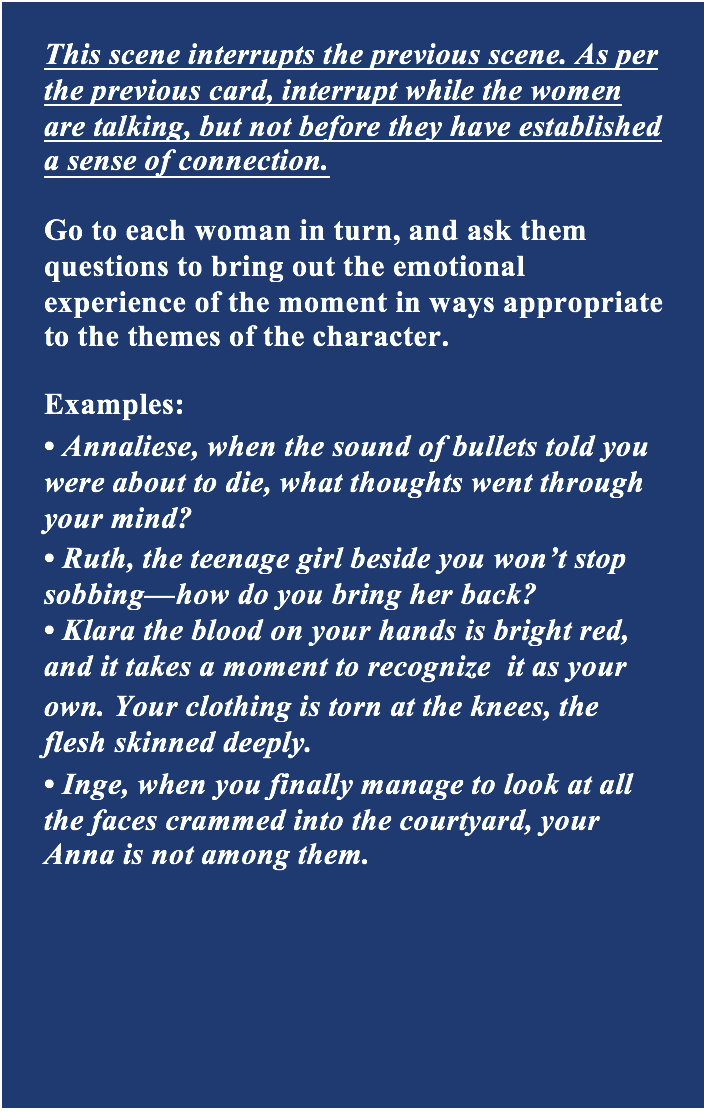 This scene interrupts the previous scene. As per
the previous card, interrupt while the women
are talking, but not before they have established
a sense of connection.
Go to each woman in turn, and ask them
questions to bring out the emotional
experience of the moment in ways appropriate
to the themes of the character.
Examples:
• Annaliese, when the sound of bullets told you
were about to die, what thoughts went through
your mind?
• Ruth, the teenage girl beside you won’t stop
sobbing—how do you bring her back?
• Klara the blood on your hands is bright red,
and it takes a moment to recognize  it as your
own. Your clothing is torn at the knees, the
flesh skinned deeply.
• Inge, when you finally manage to look at all
the faces crammed into the courtyard, your
Anna is not among them.